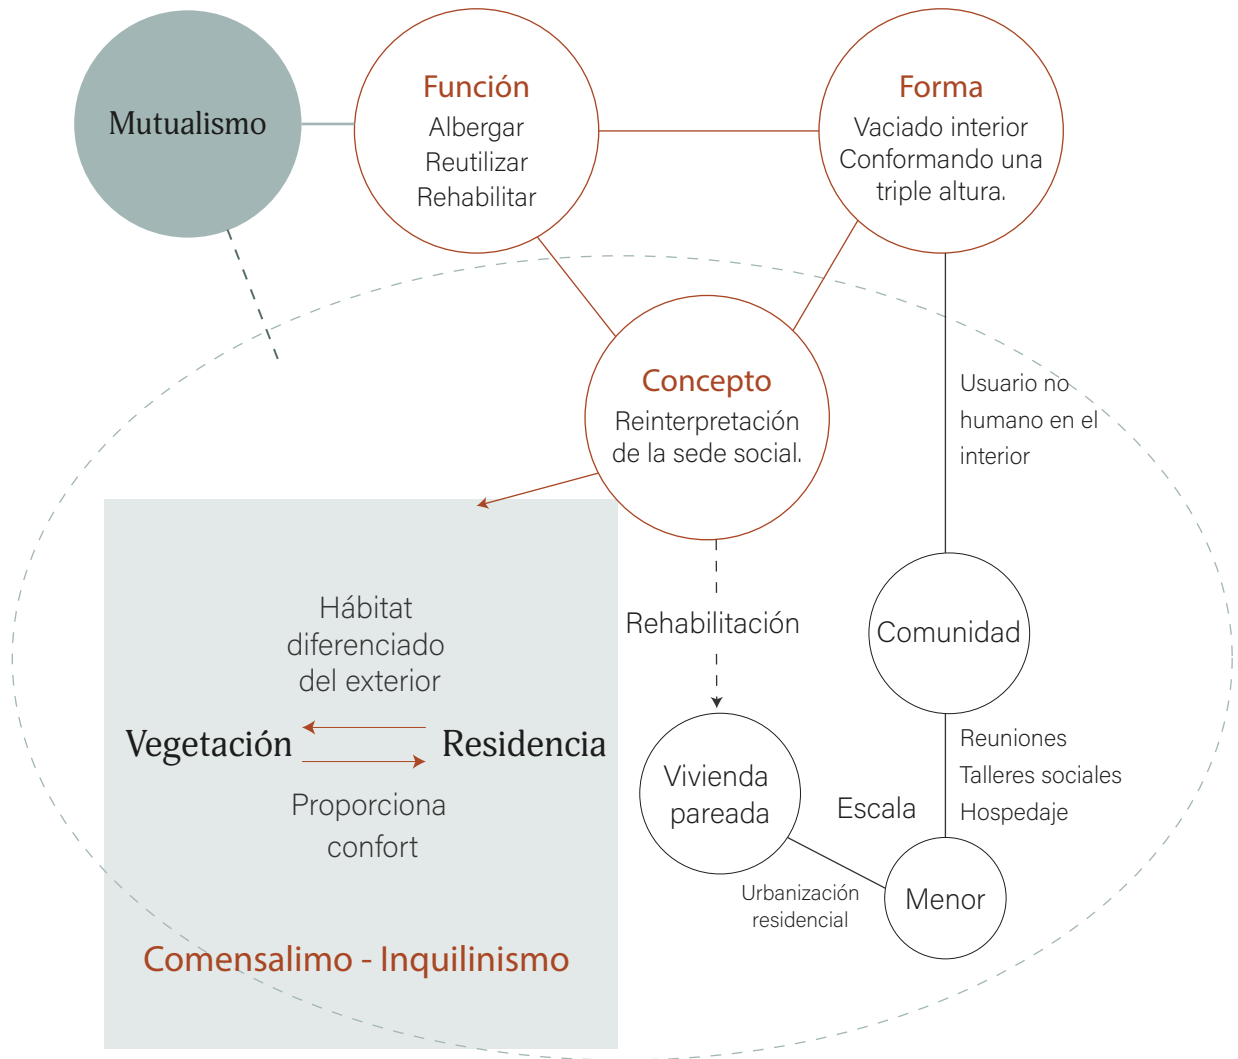 Mutualismo
Función
Albergar
Reutilizar
Rehabilitar
Forma
Vaciado interior
Conformando una
triple altura.
Concepto
Reinterpretación
de la sede social.
Usuario no
humano en el
interior
Hábitat
diferenciado
del exterior
Vegetación
Residencia
Proporciona
confort
Comensalimo - Inquilinismo
Rehabilitación
Comunidad
Vivienda
pareada
Escala
Reuniones
Talleres sociales
Hospedaje
Urbanización
residencial
Menor